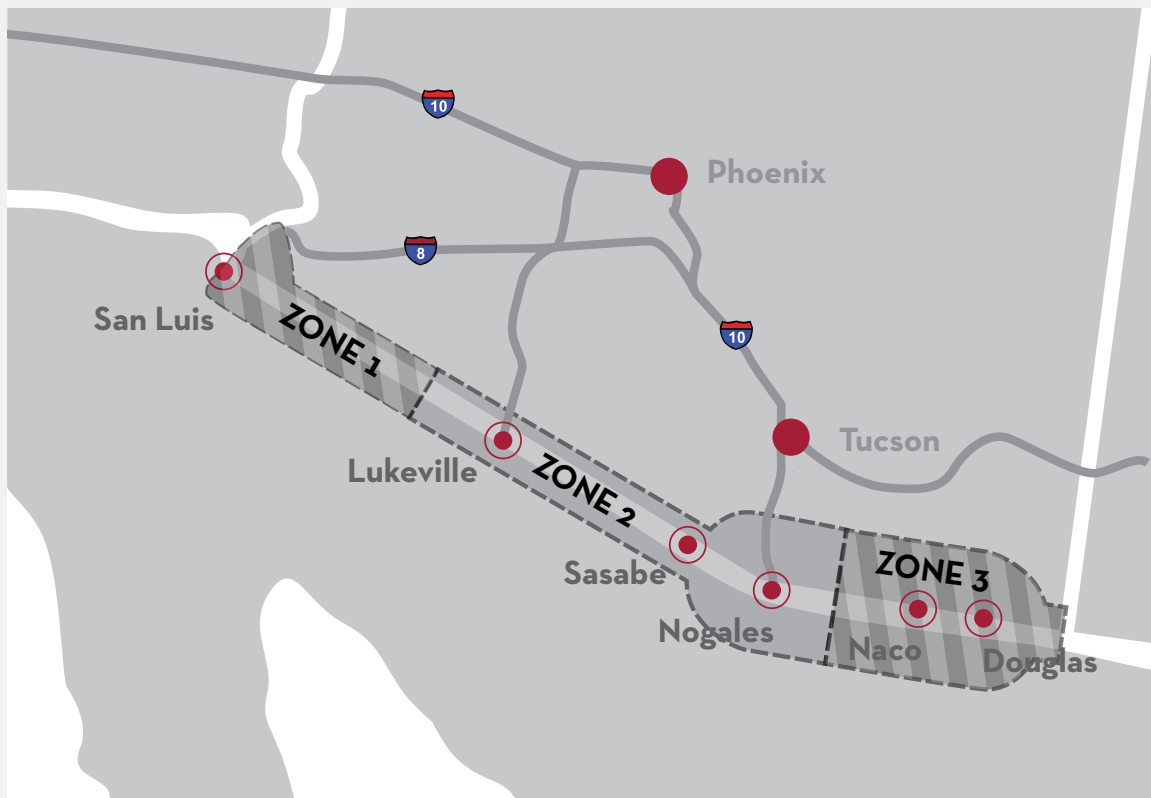 10
Phoenix
8
San Luis
ZONE 1
10
Tucson
Lukeville
ZONE 2
Sasabe
ZONE 3
Nogales
Naco
Douglas